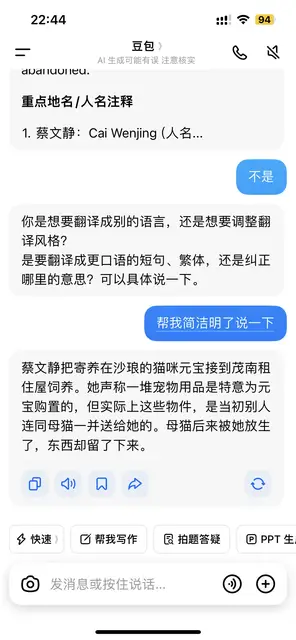 22:44
94
豆包〉
AI 生成可能有误 注意核实
abandoned.
重点地名/人名注释
1. 蔡文静：Cai Wenjing (人名...
不是
你是想要翻译成别的语言，还是想要调整翻
译风格？
是要翻译成更口语的短句、繁体，还是纠正
哪里的意思？可以具体说一下。
帮我简洁明了说一下
蔡文静把寄养在沙琅的猫咪元宝接到茂南租
住屋饲养。她声称一堆宠物用品是特意为元
宝购置的，但实际上这些物件，是当初别人
连同母猫一并送给她的。母猫后来被她放生
了，东西却留了下来。
快速〉
帮我写作
拍题答疑
PPT 生
发消息或按住说话...